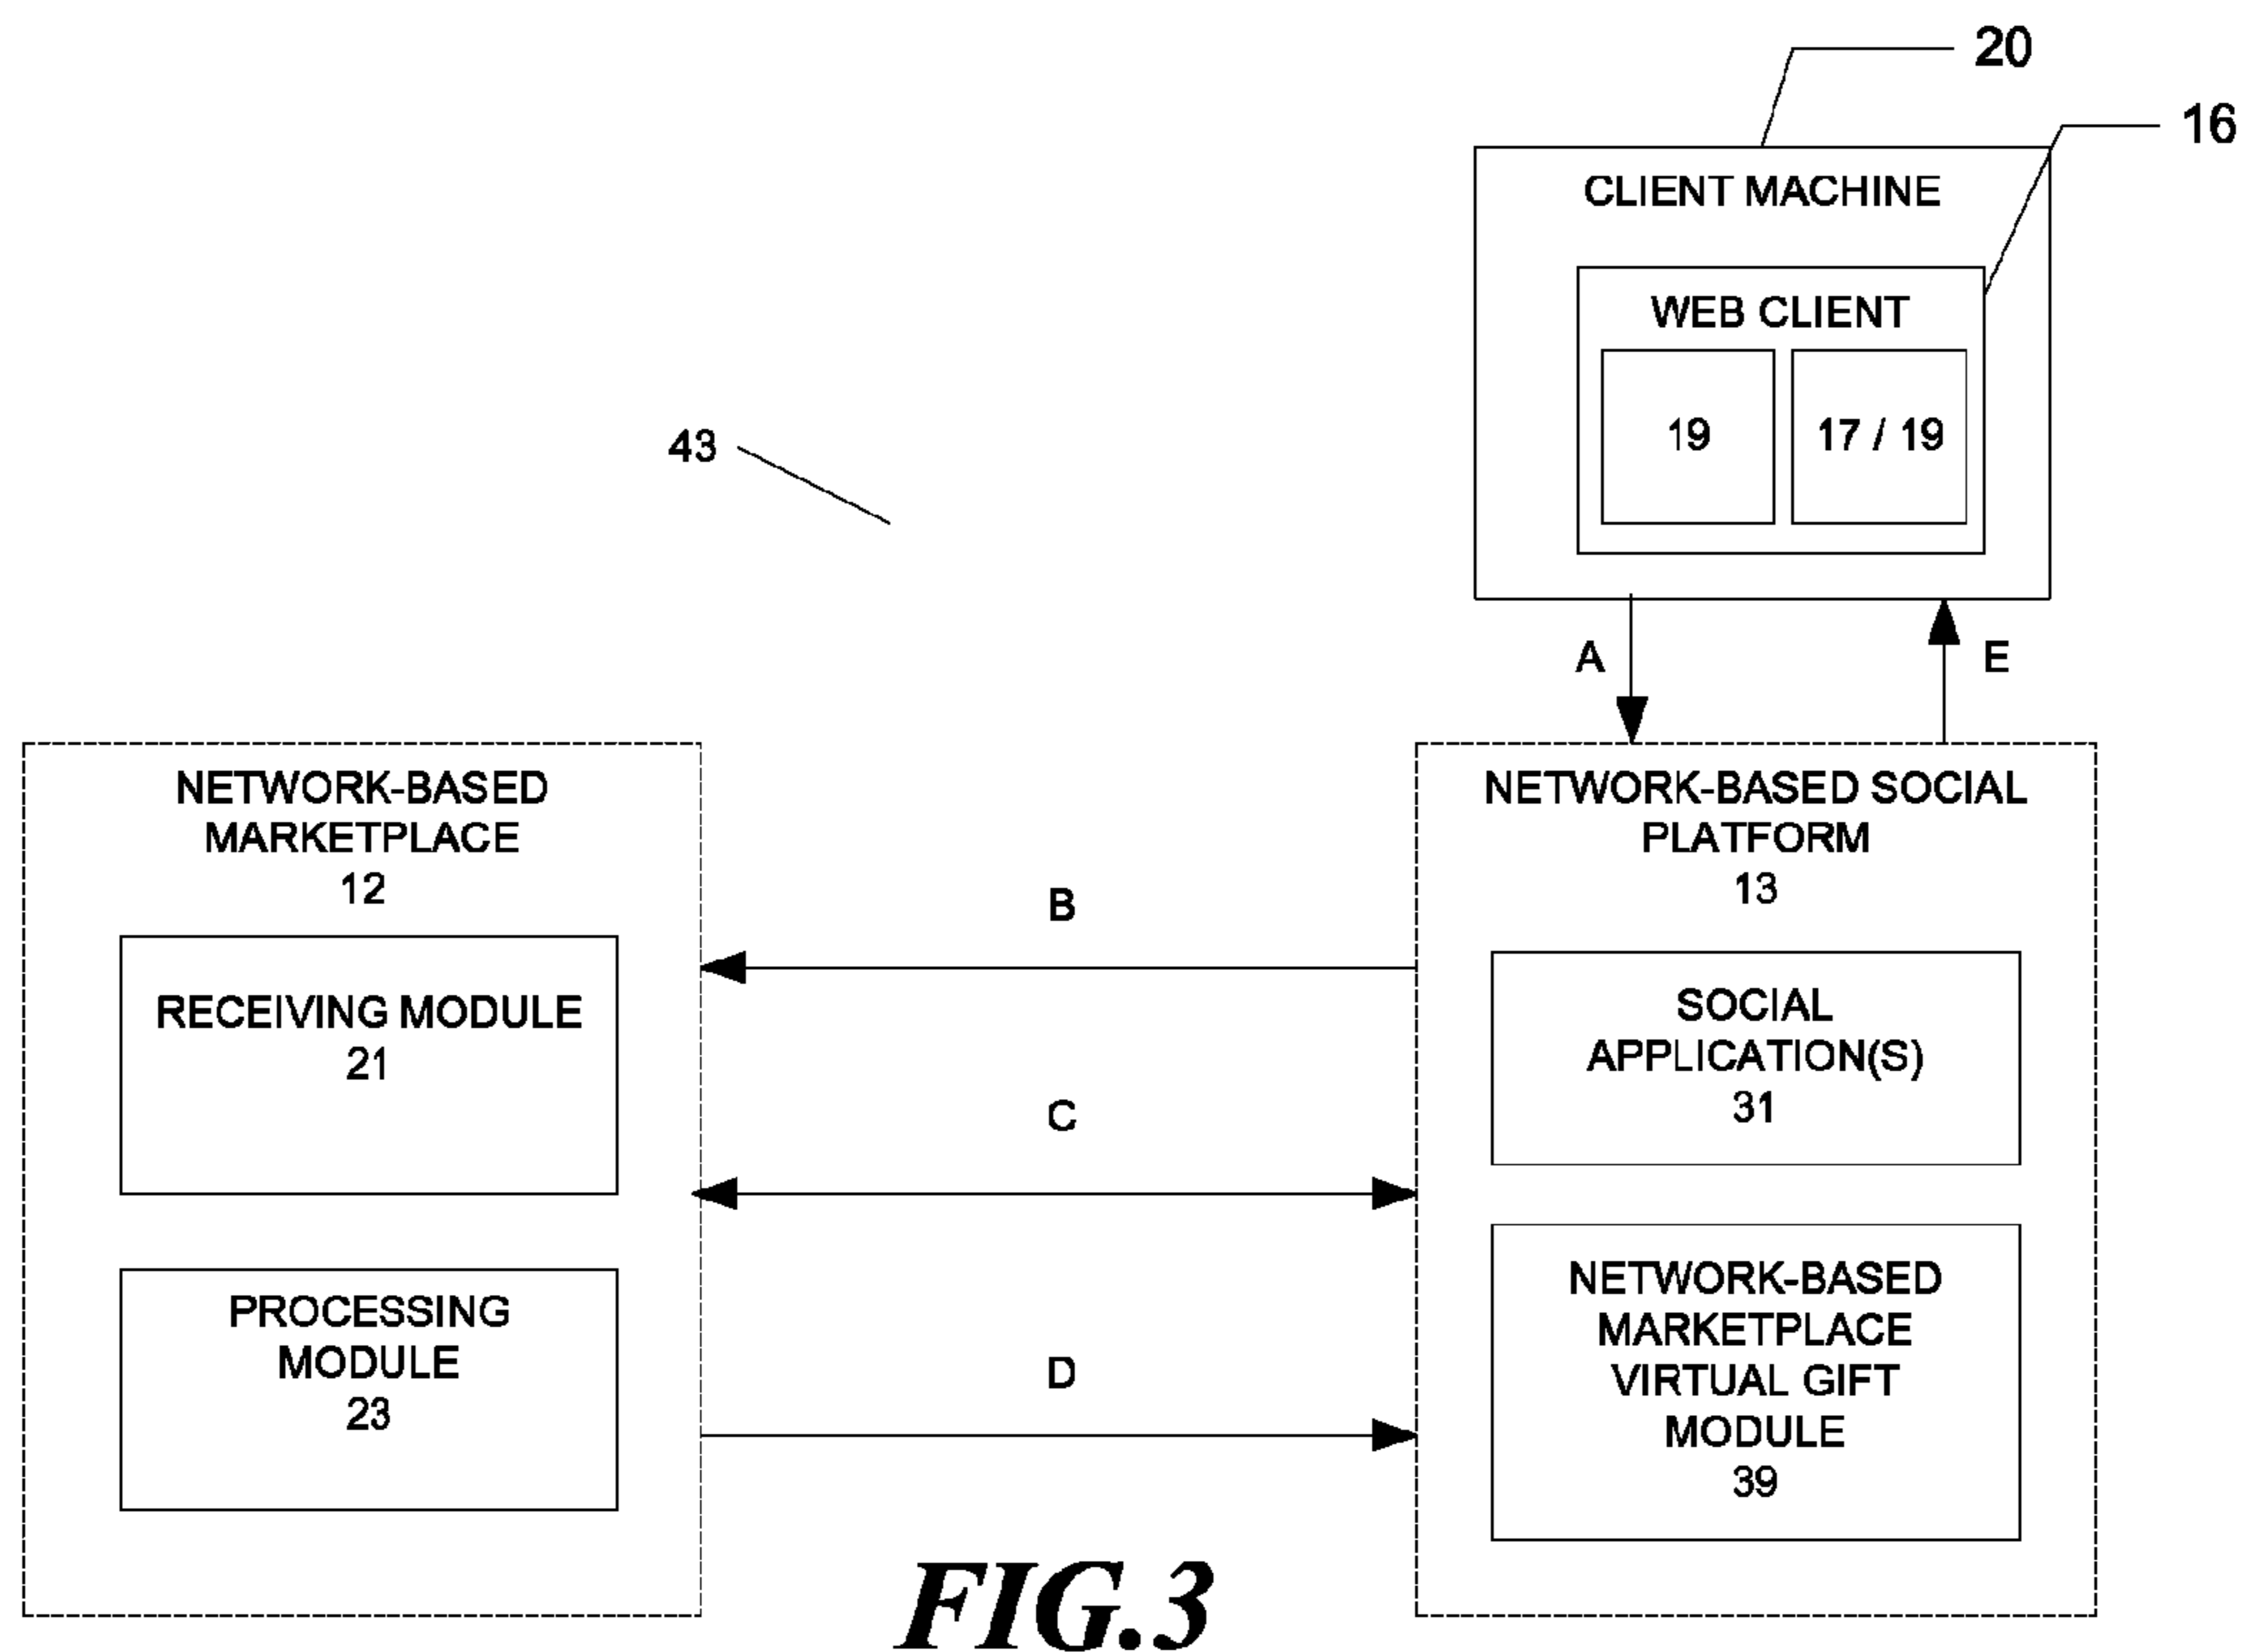 20
16
CLIENT MACHINE
WEB CLIENT
19
17 / 19
43
A
E
NETWORK-BASED
MARKETPLACE
12
RECEIVING MODULE
21
PROCESSING
MODULE
23
B
C
D
NETWORK-BASED SOCIAL
PLATFORM
13
SOCIAL
APPLICATION(S)
31
NETWORK-BASED
MARKETPLACE
VIRTUAL GIFT
MODULE
39
FIG.3